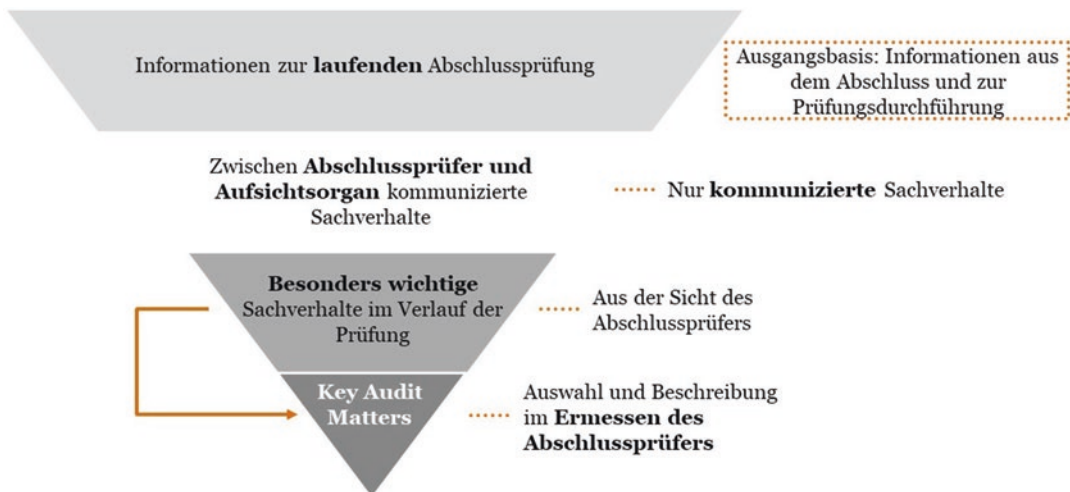 Informationen zur laufenden Abschlussprüfung
Ausgangsbasis: Informationen aus
dem Abschluss und zur
Prüfungsdurchführung
Zwischen Abschlussprüfer und
Aufsichtsorgan kommunizierte
Sachverhalte
Nur kommunizierte Sachverhalte
Besonders wichtige
Sachverhalte im Verlauf der
Prüfung
Aus der Sicht des
Abschlussprüfers
Key Audit
Matters
Auswahl und Beschreibung
im Ermessen des
Abschlussprüfers